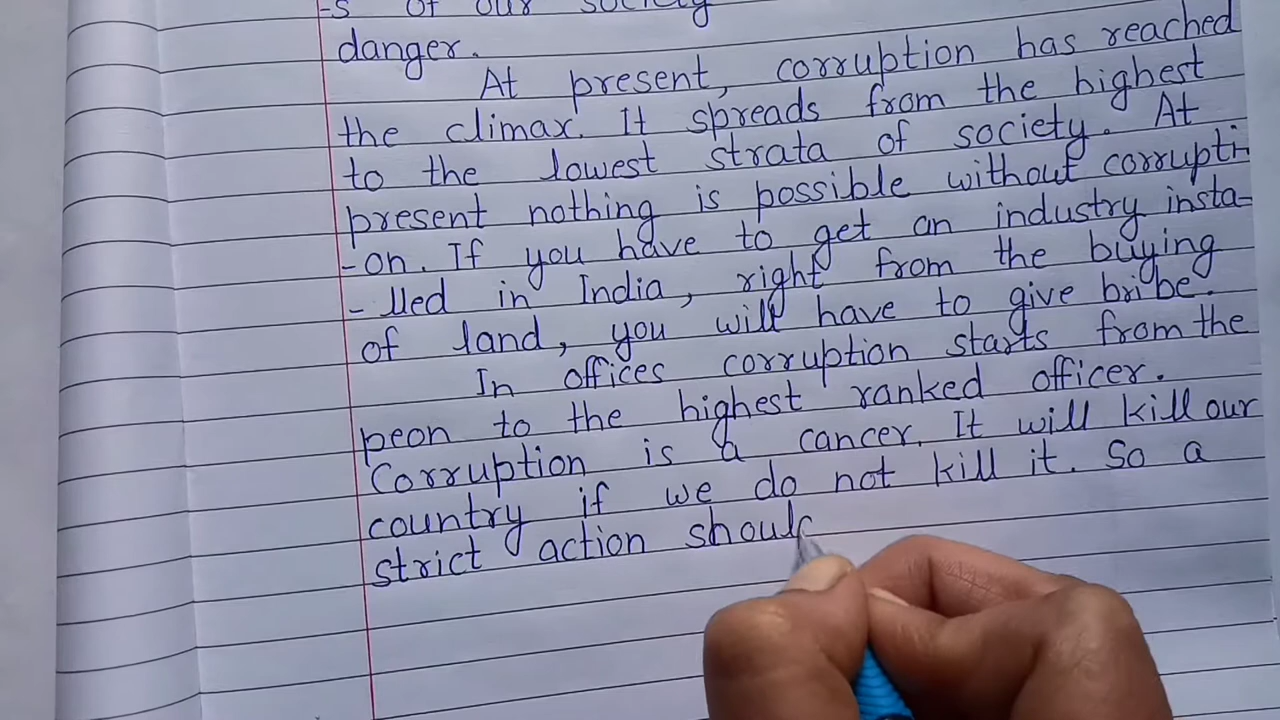 -s of our society
danger.
At present, corruption has reached
the climax. It spreads from the highest
to the lowest strata of society. At
present nothing is possible without corrupti
-on. If you have to get an industry insta-
-lled in India, right from the buying
of land, you will have to give bribe.
In offices corruption starts from the
peon to the highest ranked officer.
Corruption is a cancer. It will kill our
country if we do not kill it. So a
strict action shoul